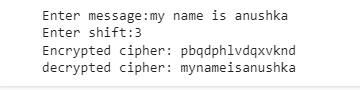 Enter message:my name is anushka
Enter shift:3
Encrypted cipher: pbqdphlvdqxvknd
decrypted cipher: mynameisanushka